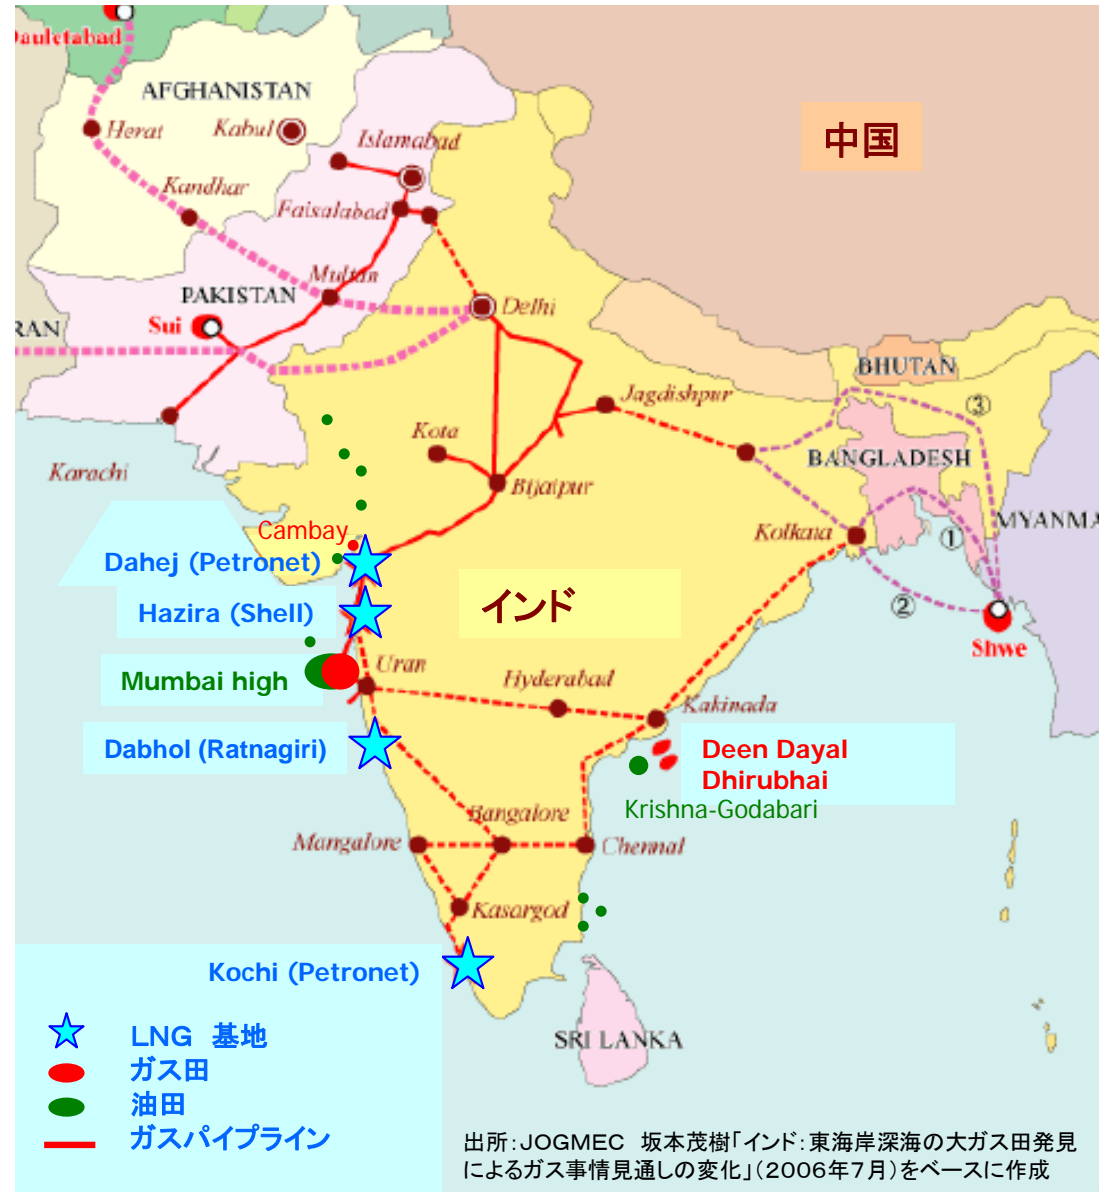 Dauletabad
AFGHANISTAN
Herat
Kabul
Islamabad
中国
Kandhar
Faisalabad
Multan
PAKISTAN
Delhi
Sui
RAN
BHUTAN
Jagdishpur
③
Kota
BANGLADESH
Karachi
Bijaipur
MYANMA
Cambay
Kolkata
①
Dahej (Petronet)
Hazira (Shell)
インド
②
Shwe
Uran
Mumbai high
Hyderabad
Kakinada
Dabhol (Ratnagiri)
Deen Dayal
Dhirubhai
Krishna-Godabari
Bangalore
Mangalore
Chennal
Kasargod
Kochi (Petronet)
SRI LANKA
LNG 基地
ガス田
油田
ガスパイプライン
出所：JOGMEC 坂本茂樹「インド：東海岸深海の大ガス田発見
によるガス事情見通しの変化」（２００６年７月）をベースに作成